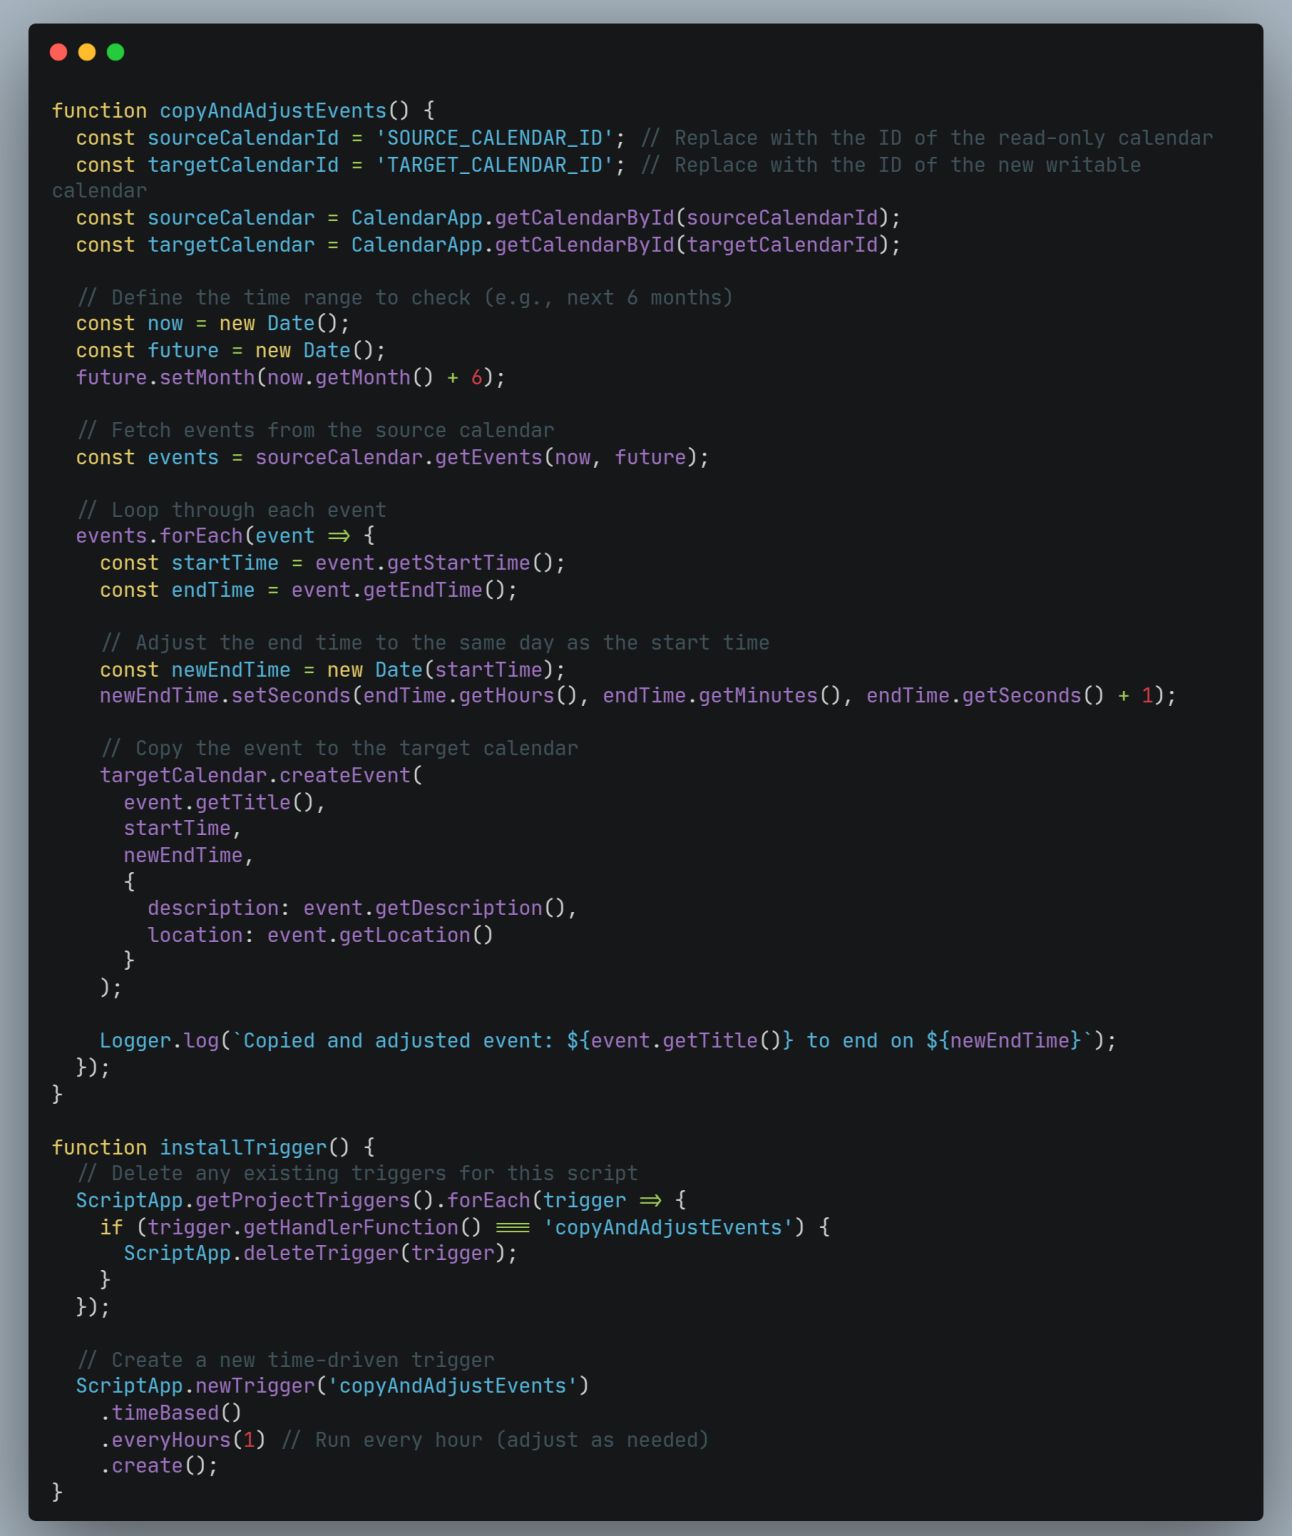 function copyAndAdjustEvents() {
  const sourceCalendarId = 'SOURCE_CALENDAR_ID'; // Replace with the ID of the read-only calendar
  const targetCalendarId = 'TARGET_CALENDAR_ID'; // Replace with the ID of the new writable
calendar
  const sourceCalendar = CalendarApp.getCalendarById(sourceCalendarId);
  const targetCalendar = CalendarApp.getCalendarById(targetCalendarId);

  // Define the time range to check (e.g., next 6 months)
  const now = new Date();
  const future = new Date();
  future.setMonth(now.getMonth() + 6);

  // Fetch events from the source calendar
  const events = sourceCalendar.getEvents(now, future);

  // Loop through each event
  events.forEach(event => {
    const startTime = event.getStartTime();
    const endTime = event.getEndTime();

    // Adjust the end time to the same day as the start time
    const newEndTime = new Date(startTime);
    newEndTime.setSeconds(endTime.getHours(), endTime.getMinutes(), endTime.getSeconds() + 1);

    // Copy the event to the target calendar
    targetCalendar.createEvent(
      event.getTitle(),
      startTime,
      newEndTime,
      {
        description: event.getDescription(),
        location: event.getLocation()
      }
    );

    Logger.log(`Copied and adjusted event: ${event.getTitle()} to end on ${newEndTime}`);
  });
}

function installTrigger() {
  // Delete any existing triggers for this script
  ScriptApp.getProjectTriggers().forEach(trigger => {
    if (trigger.getHandlerFunction() === 'copyAndAdjustEvents') {
      ScriptApp.deleteTrigger(trigger);
    }
  });

  // Create a new time-driven trigger
  ScriptApp.newTrigger('copyAndAdjustEvents')
    .timeBased()
    .everyHours(1) // Run every hour (adjust as needed)
    .create();
}